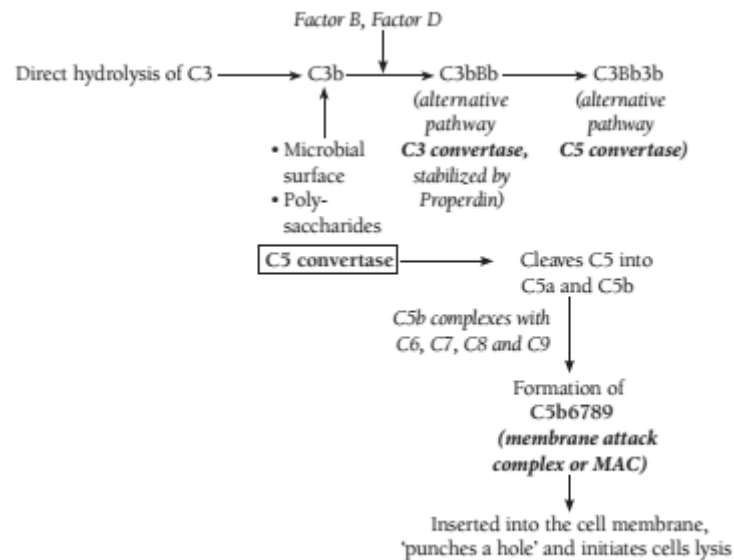 Factor B, Factor D
Direct hydrolysis of C3 C3b C3bBb C3Bb3b
(alternative
pathway
C3 convertase,
stabilized by
Properdin)
(alternative
pathway
C5 convertase)
• Microbial
surface
• Poly-
saccharides
C5 convertase
Cleaves C5 into
C5a and C5b
C5b complexes with
C6, C7, C8 and C9
Formation of
C5b6789
(membrane attack
complex or MAC)
Inserted into the cell membrane,
‘punches a hole’ and initiates cells lysis